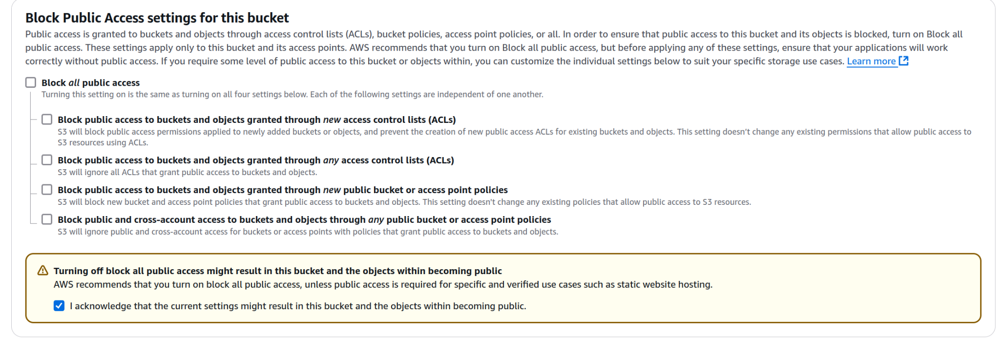 Block Public Access settings for this bucket
Public access is granted to buckets and objects through access control lists (ACLs), bucket policies, access point policies, or all. In order to ensure that public access to this bucket and its objects is blocked, turn on Block all
public access. These settings apply only to this bucket and its access points. AWS recommends that you turn on Block all public access, but before applying any of these settings, ensure that your applications will work
correctly without public access. If you require some level of public access to this bucket or objects within, you can customize the individual settings below to suit your specific storage use cases. Learn more
Block all public access
Turning this setting on is the same as turning on all four settings below. Each of the following settings are independent of one another.
Block public access to buckets and objects granted through new access control lists (ACLs)
S3 will block public access permissions applied to newly added buckets or objects, and prevent the creation of new public access ACLs for existing buckets and objects. This setting doesn’t change any existing permissions that allow public access to
S3 resources using ACLs.
Block public access to buckets and objects granted through any access control lists (ACLs)
S3 will ignore all ACLs that grant public access to buckets and objects.
Block public access to buckets and objects granted through new public bucket or access point policies
S3 will block new bucket and access point policies that grant public access to buckets and objects. This setting doesn't change any existing policies that allow public access to S3 resources.
Block public and cross-account access to buckets and objects through any public bucket or access point policies
S3 will ignore public and cross-account access for buckets or access points with policies that grant public access to buckets and objects.
Turning off block all public access might result in this bucket and the objects within becoming public
AWS recommends that you turn on block all public access, unless public access is required for specific and verified use cases such as static website hosting.
I acknowledge that the current settings might result in this bucket and the objects within becoming public.